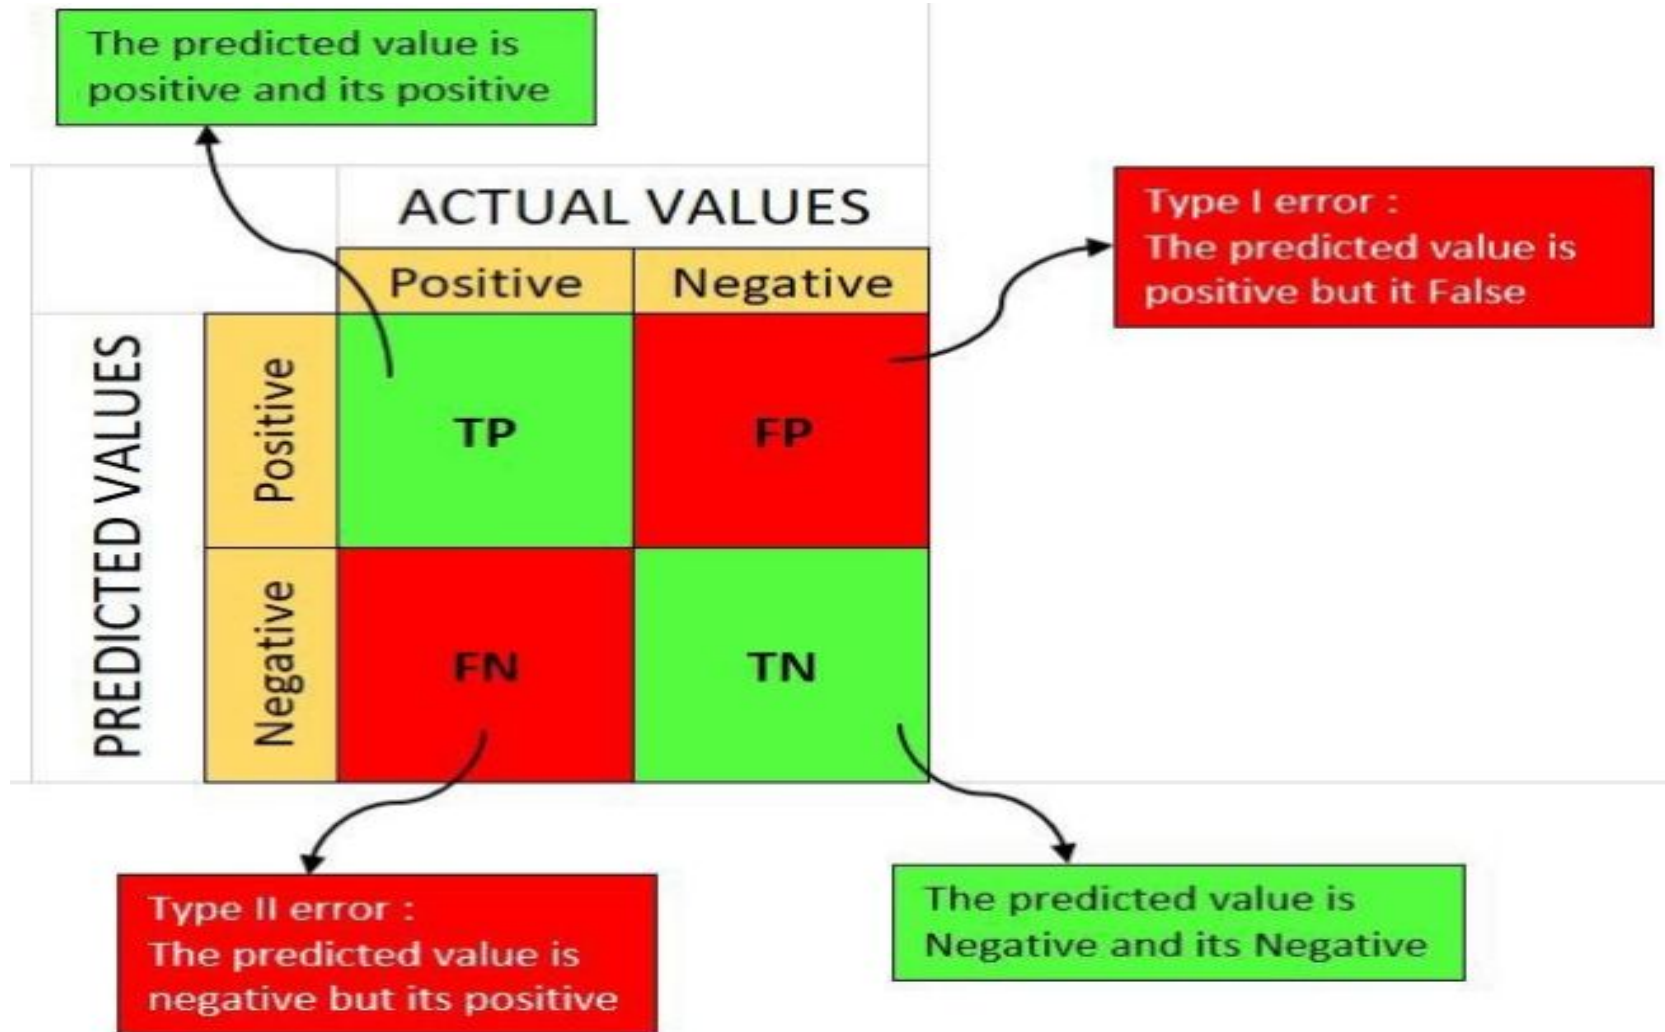 The predicted value is
positive and its positive
ACTUAL VALUES
Positive
Negative
Type I error :
The predicted value is
positive but it False
PREDICTED VALUES
Positive
TP
FP
Negative
FN
TN
Type II error :
The predicted value is
negative but its positive
The predicted value is
Negative and its Negative